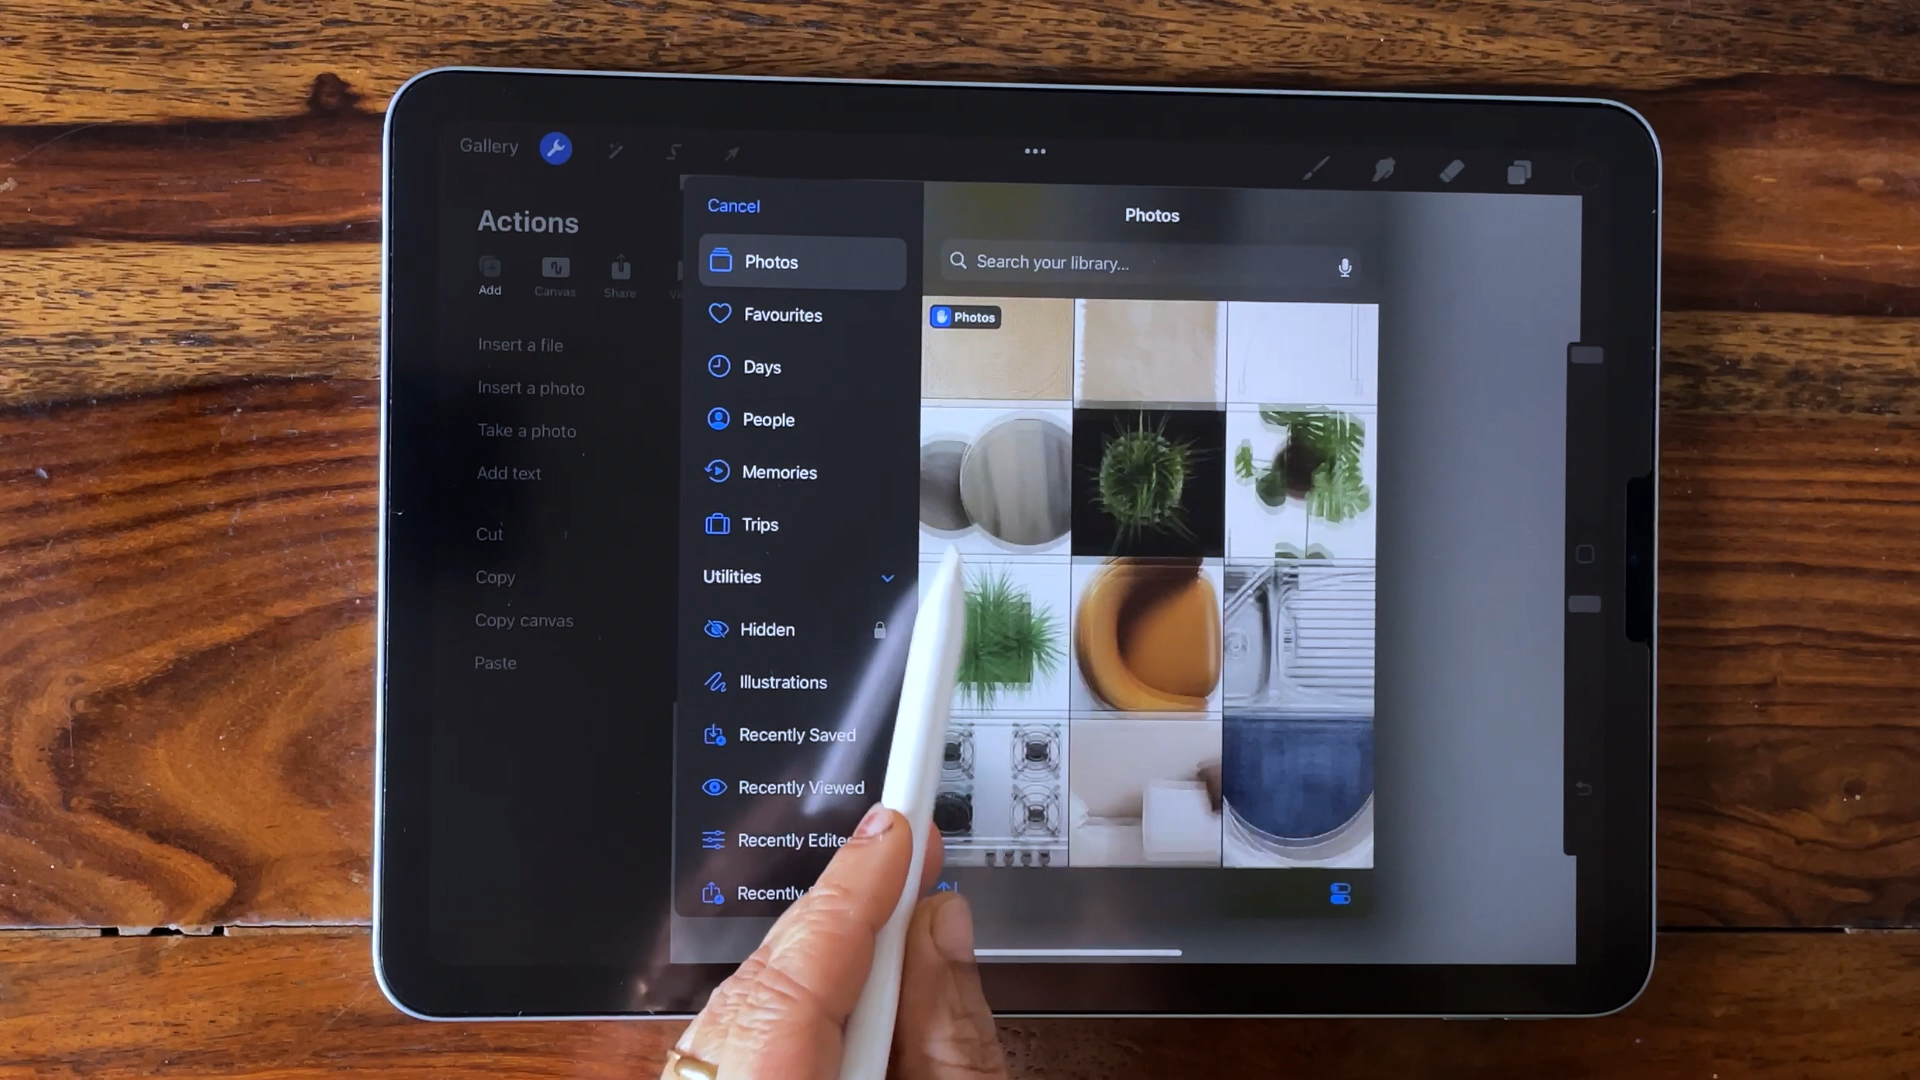 Gallery
Actions
Add
Canvas
Share
Insert a file
Insert a photo
Take a photo
Add text
Cut
Copy
Copy canvas
Paste
Cancel
Photos
Favourites
Days
People
Memories
Trips
Utilities
Hidden
Illustrations
Recently Saved
Recently Viewed
Recently
Recently
Photos
Search your library...
Photos